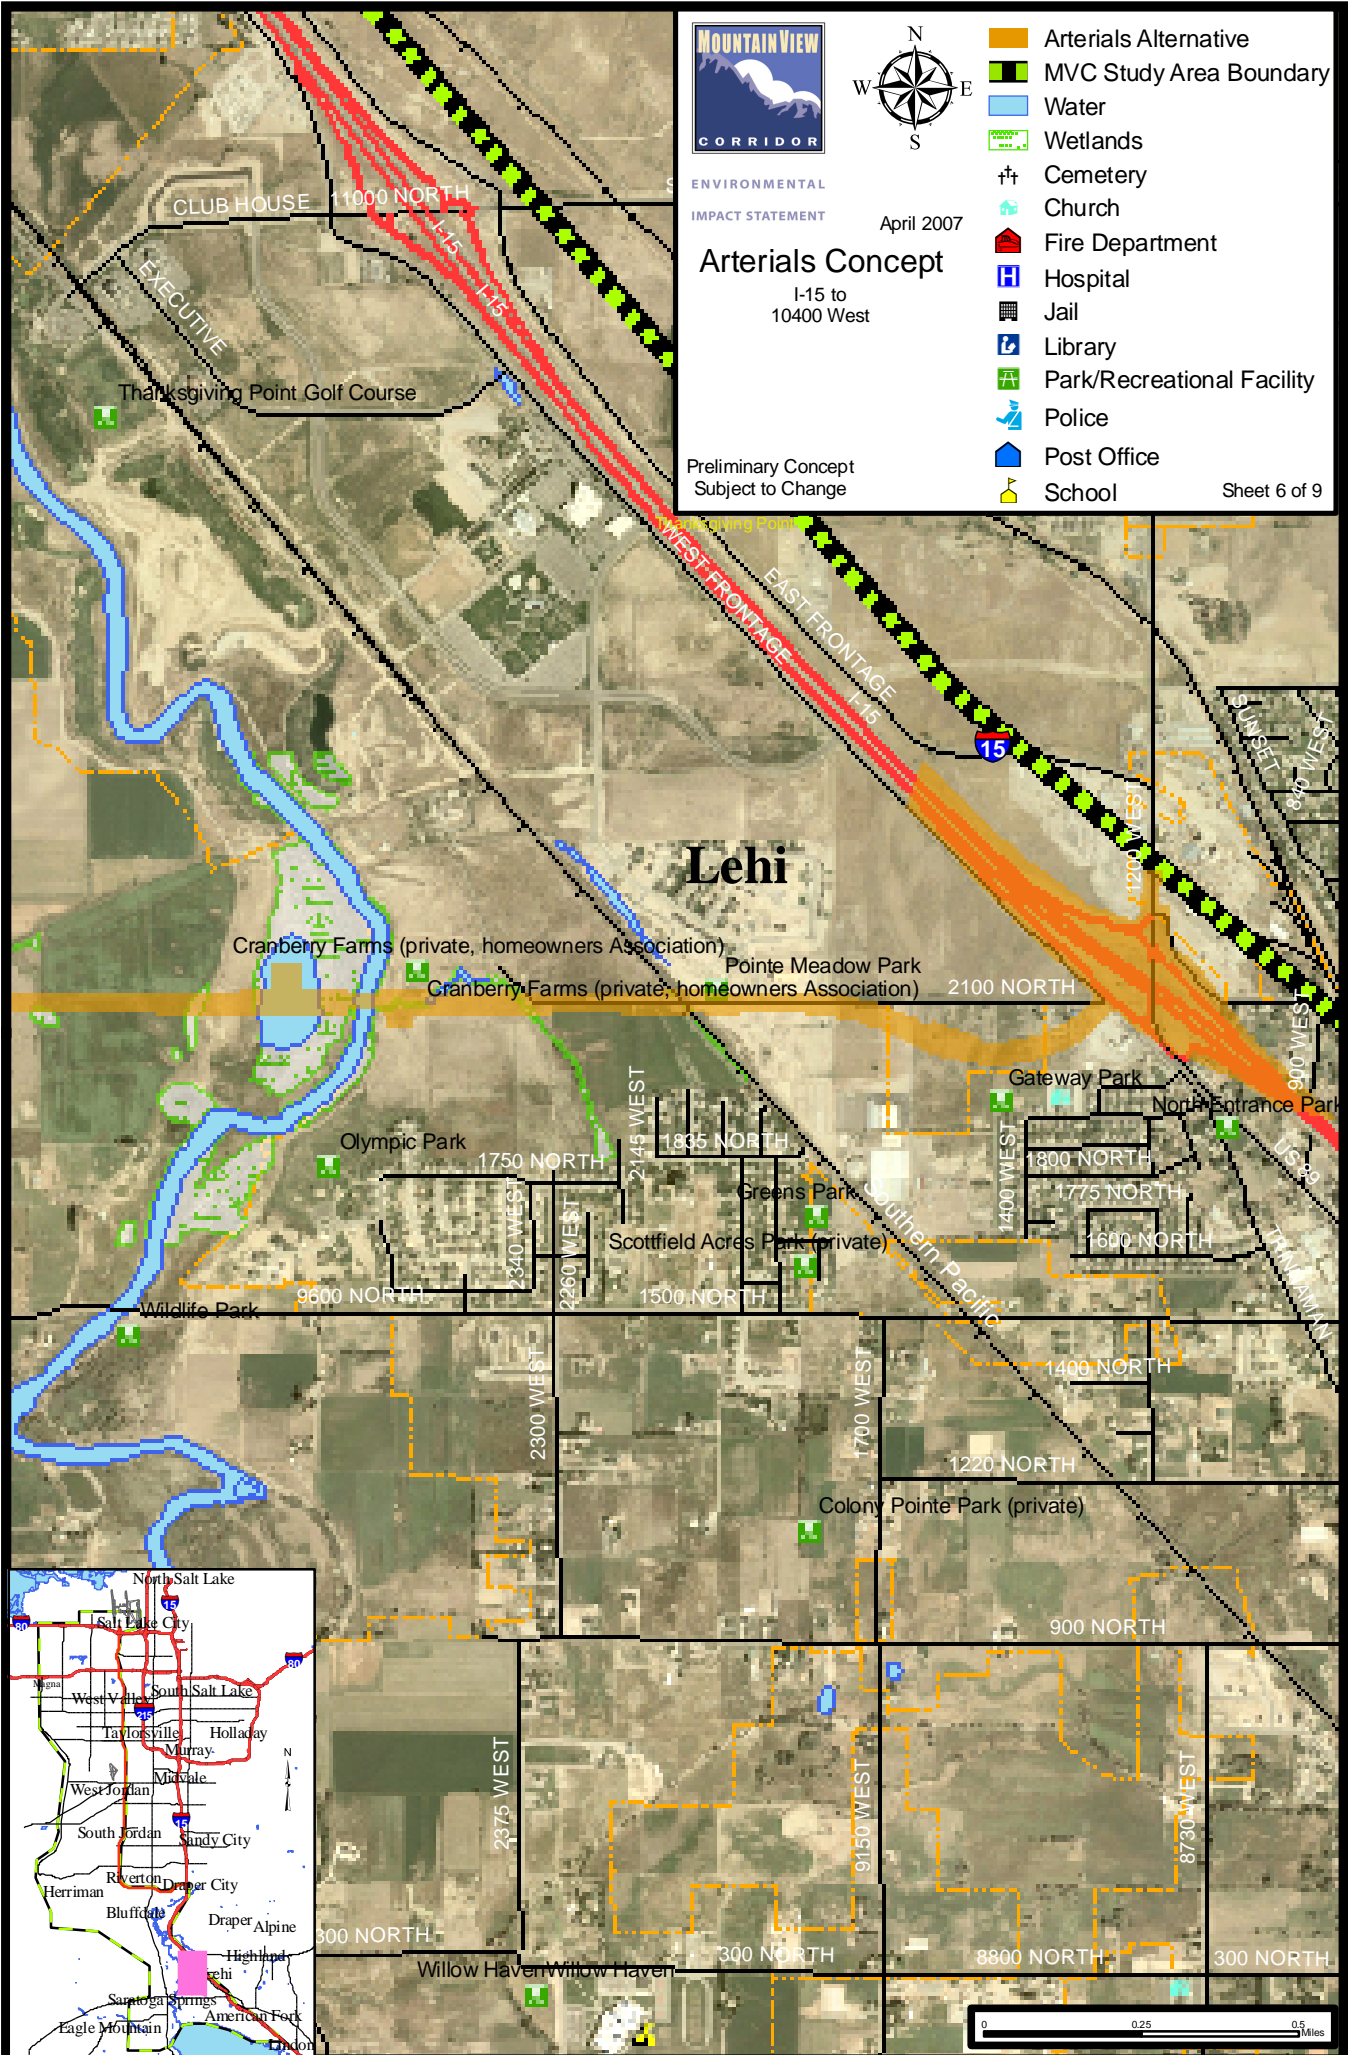 MOUNTAINVIEW
CORRIDOR
ENVIRONMENTAL
IMPACT STATEMENT
N
W
E
S
April 2007
Arterials Concept
I-15 to
10400 West
Preliminary Concept
Subject to Change
Arterials Alternative
MVC Study Area Boundary
Water
Wetlands
Cemetery
Church
Fire Department
H
Hospital
Jail
Library
Park/Recreational Facility
Police
Post Office
School
Sheet 6 of 9
CLUB HOUSE
11000 NORTH
S
I-15
I-15
EXECUTIVE
Thanksgiving Point Golf Course
Thanksgiving Point
WEST FRONTAGE
EAST FRONTAGE
I-15
15
SUNSET
840 WEST
1200 WEST
Lehi
Cranberry Farms (private, homeowners Association)
Pointe Meadow Park
Cranberry Farms (private, homeowners Association)
2100 NORTH
900 WEST
Gateway Park
North Entrance Park
2145 WEST
1835 NORTH
Olympic Park
1750 NORTH
1400 WEST
1800 NORTH
US 89
1775 NORTH
Greens Park
Southern Pacific
2340 WEST
2260 WEST
Scottfield Acres Park (private)
1600 NORTH
TRINNAMAN
9600 NORTH
1500 NORTH
Wildlife Park
2300 WEST
1700 WEST
1400 NORTH
1220 NORTH
Colony Pointe Park (private)
900 NORTH
2375 WEST
9150 WEST
8730 WEST
300 NORTH
300 NORTH
8800 NORTH
300 NORTH
Willow Haven
Willow Haven
0
0.25
0.5
Miles
North Salt Lake
15
80
Salt Lake City
80
Magna
West Valley
South Salt Lake
215
Taylorsville
Holladay
Murray
N
Midvale
West Jordan
15
South Jordan
Sandy City
Riverton
Draper City
Herriman
Bluffdale
Draper
Alpine
Highland
ehi
Saratoga Springs
American Fork
Eagle Mountain
Lindon